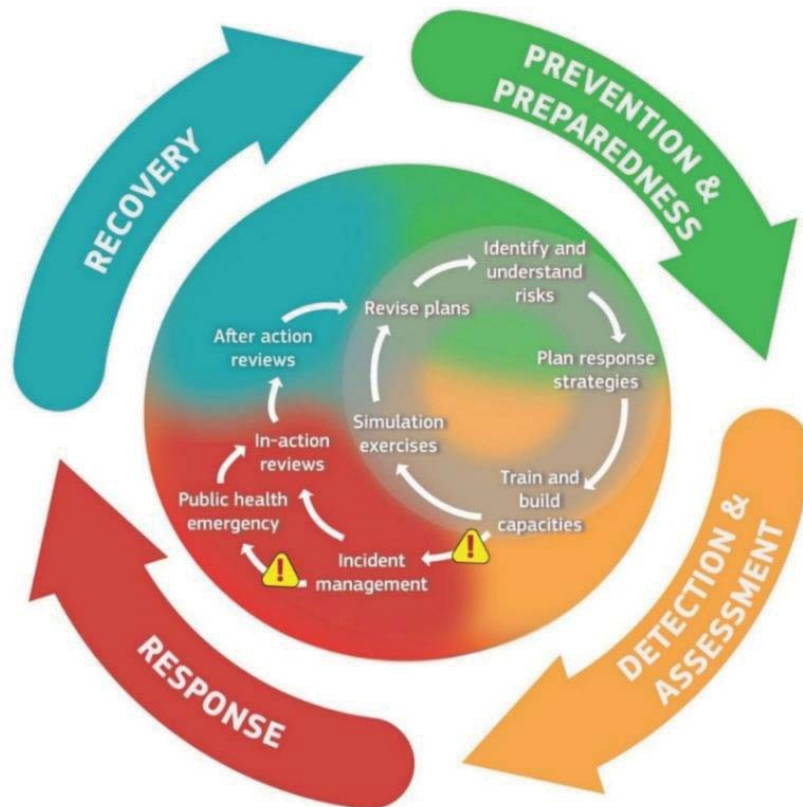 RECOVERY
PREVENTION &
PREPAREDNESS
DETECTION &
ASSESSMENT
RESPONSE
Identify and
understand
risks
Plan response
strategies
Train and
build
capacities
Simulation
exercises
Revise plans
Incident
management
Public health
emergency
In-action
reviews
After action
reviews
!
!